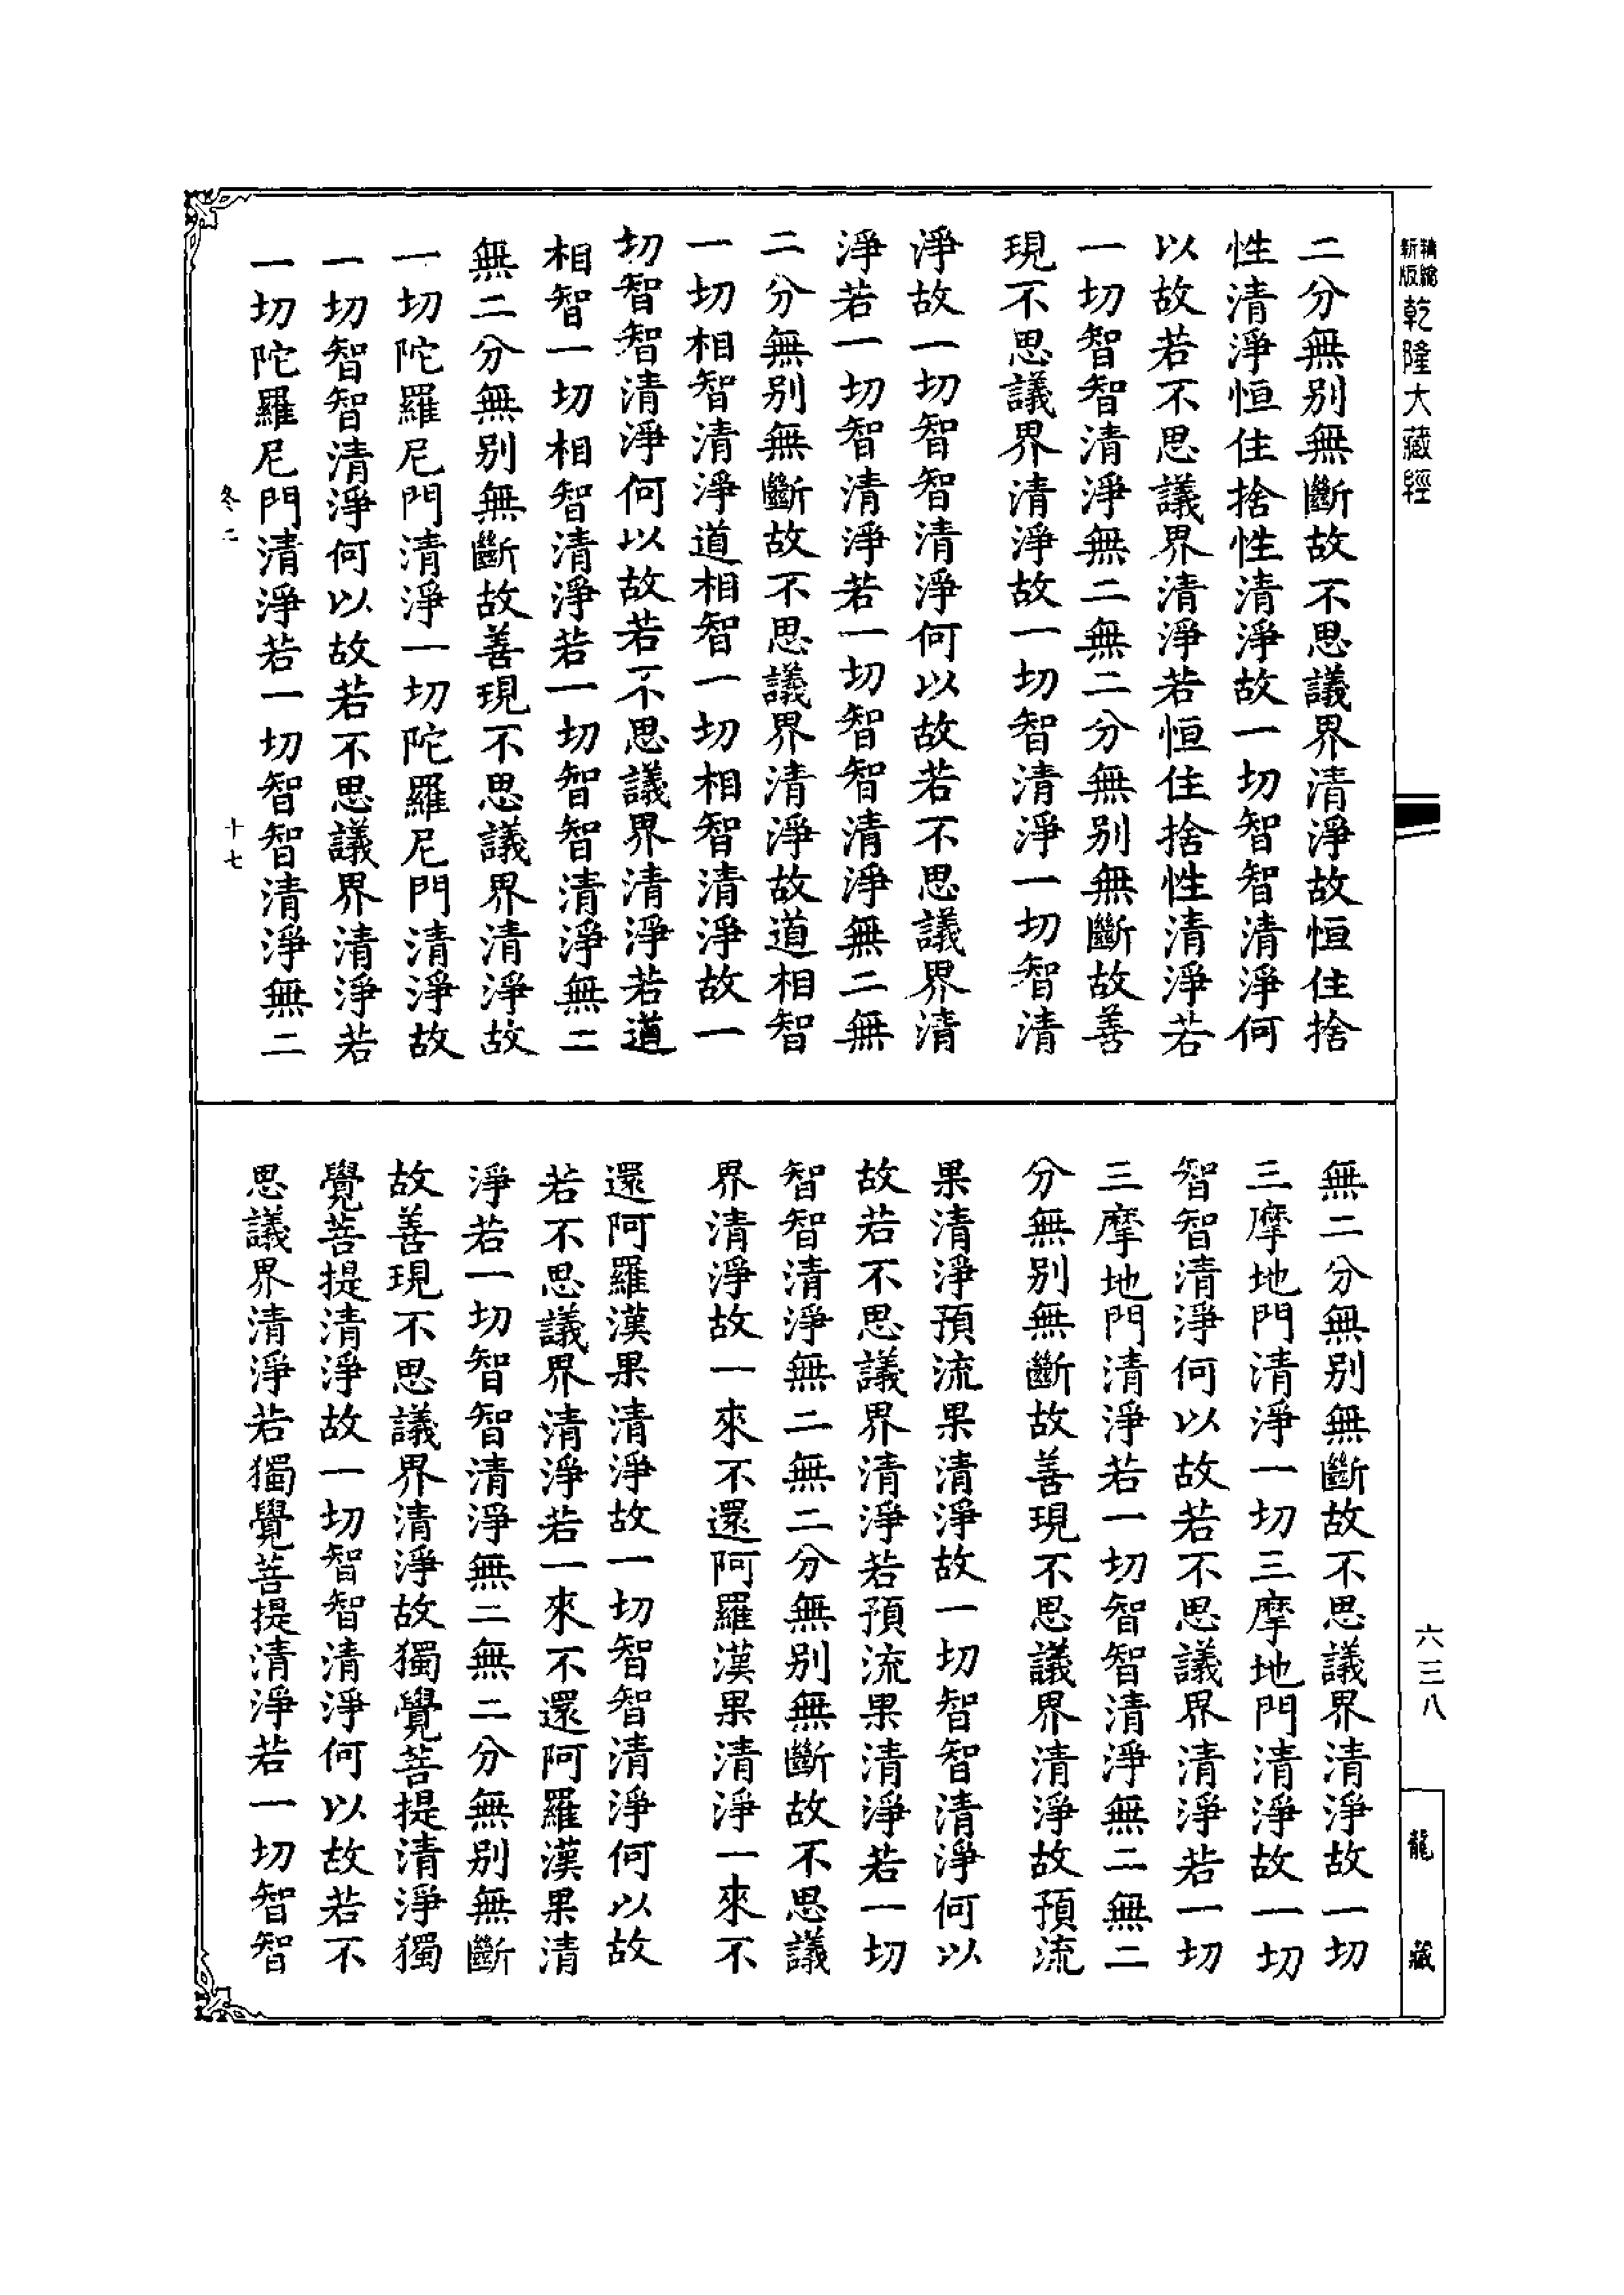 精縮
新版
乾隆大藏經
二分無别無斷故不思議界清淨故恒住捨
性清淨恒住捨性清淨故一切智智清淨何
以故若不思議界清淨若恒住捨性清淨若
一切智智清淨無二無二分無别無斷故善
現不思議界清淨故一切智清淨一切智清
淨故一切智智清淨何以故若不思議界清
淨若一切智清淨若一切智智清淨無二無
二分無别無斷故不思議界清淨故道相智
一切相智清淨道相智一切相智清淨故一
切智智清淨何以故若不思議界清淨若道
相智一切相智清淨若一切智智清淨無二
無二分無别無斷故善現不思議界清淨故
一切陀羅尼門清淨一切陀羅尼門清淨故
一切智智清淨何以故若不思議界清淨若
一切陀羅尼門清淨若一切智智清淨無二
冬二
十七
無二分無别無斷故不思議界清淨故一切
三摩地門清淨一切三摩地門清淨故一切
智智清淨何以故若不思議界清淨若一切
三摩地門清淨若一切智智清淨無二無二
分無别無斷故善現不思議界清淨故預流
果清淨預流果清淨故一切智智清淨何以
故若不思議界清淨若預流果清淨若一切
智智清淨無二無二分無别無斷故不思議
界清淨故一來不還阿羅漢果清淨一來不
還阿羅漢果清淨故一切智智清淨何以故
若不思議界清淨若一來不還阿羅漢果清
淨若一切智智清淨無二無二分無别無斷
故善現不思議界清淨故獨覺菩提清淨獨
覺菩提清淨故一切智智清淨何以故若不
思議界清淨若獨覺菩提清淨若一切智智
六三八
龍藏